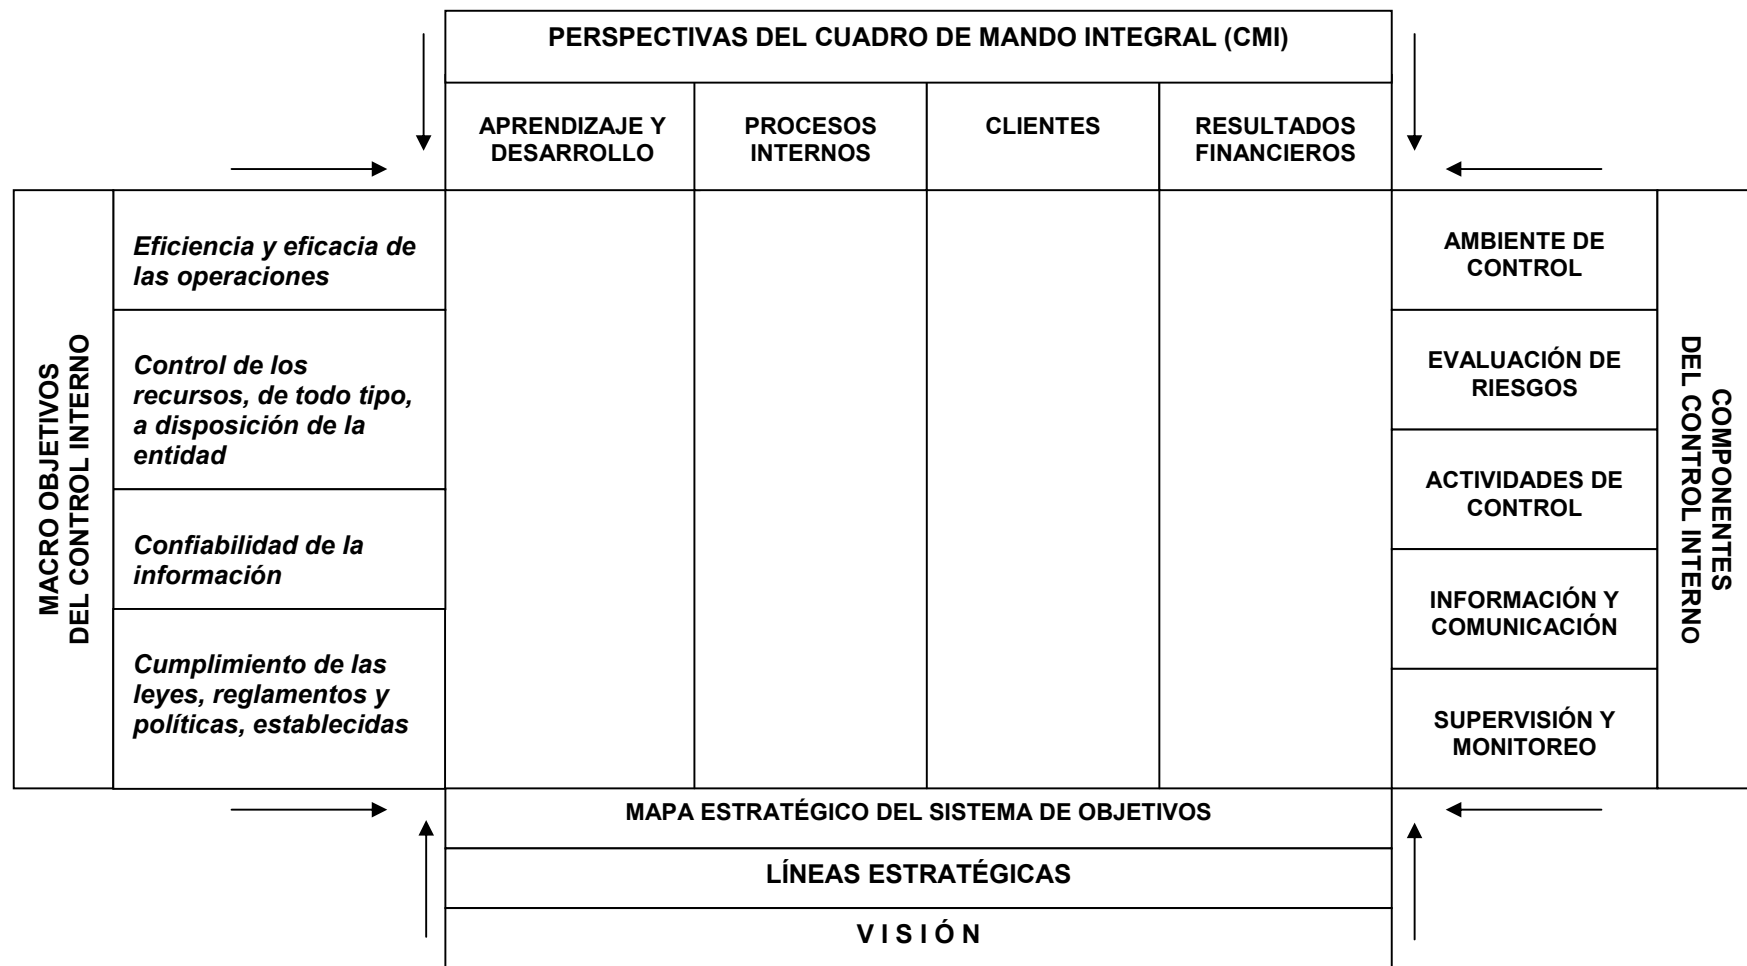 PERSPECTIVAS DEL CUADRO DE MANDO INTEGRAL (CMI)
APRENDIZAJE Y
DESARROLLO
PROCESOS
INTERNOS
CLIENTES
RESULTADOS
FINANCIEROS
MACRO OBJETIVOS
DEL CONTROL INTERNO
Eficiencia y eficacia de
las operaciones
Control de los
recursos, de todo tipo,
a disposición de la
entidad
Confiabilidad de la
información
Cumplimiento de las
leyes, reglamentos y
políticas, establecidas
AMBIENTE DE
CONTROL
EVALUACIÓN DE
RIESGOS
ACTIVIDADES DE
CONTROL
INFORMACIÓN Y
COMUNICACIÓN
SUPERVISIÓN Y
MONITOREO
COMPONENTES
DEL CONTROL INTERNO
MAPA ESTRATÉGICO DEL SISTEMA DE OBJETIVOS
LÍNEAS ESTRATÉGICAS
V I S I Ó N